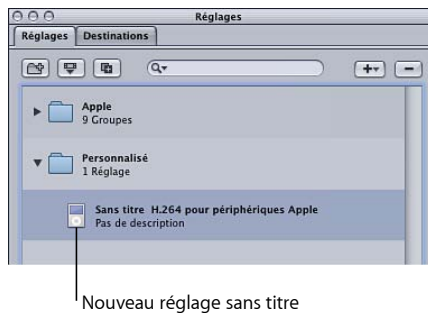 Réglages
Réglages Destinations
Apple
9 Groupes
Personnalisé
1 Réglage
Sans titre H.264 pour périphériques Apple
Pas de description
Nouveau réglage sans titre